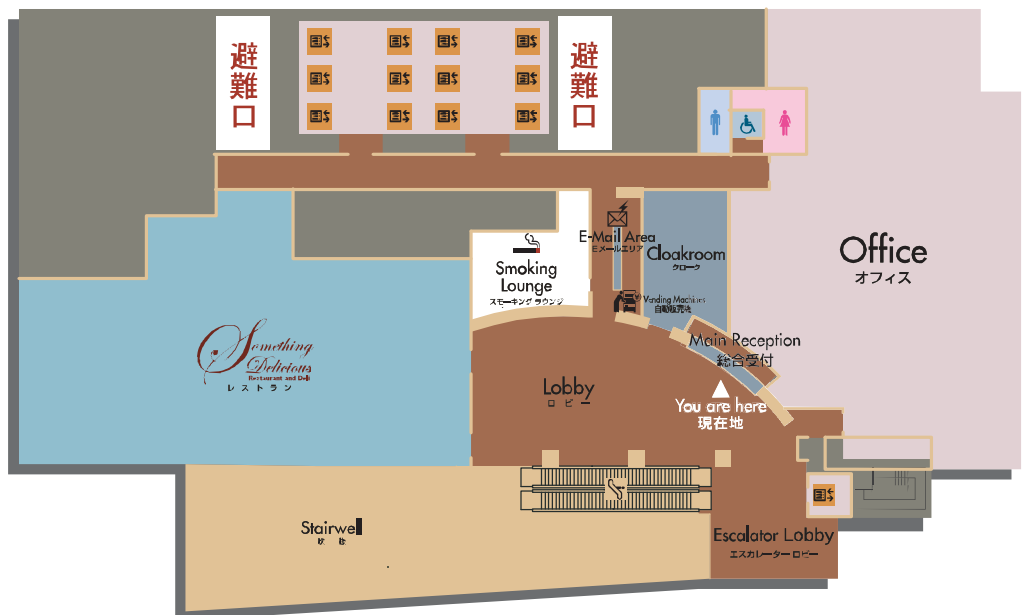 避難口
避難口
E-Mail Area
Eメールエリア
Cloakroom
クローク
Office
オフィス
Smoking
Lounge
スモーキング ラウンジ
Vending Machines
自動販売機
Something
Delicious
Restaurant and Deli
レストラン
Main Reception
総合受付
Lobby
ロビー
You are here
現在地
Stairwell
Escalator Lobby
エスカレーター ロビー